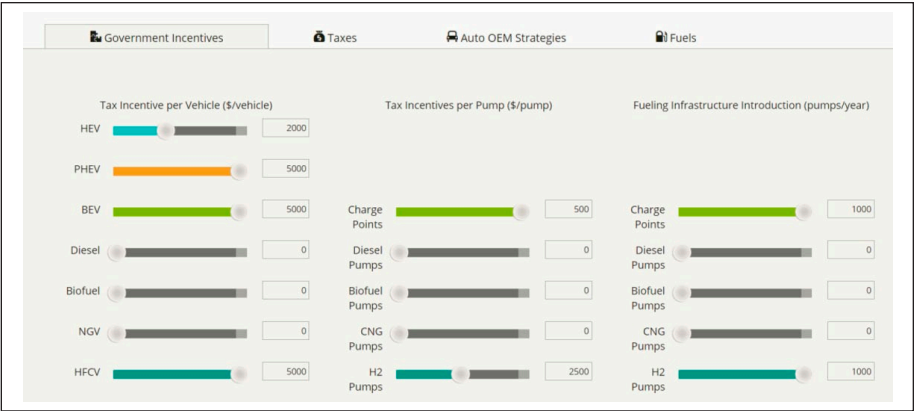 Government Incentives
Taxes
Auto OEM Strategies
Fuels
Tax Incentive per Vehicle ($/vehicle)
HEV 2000
PHEV 5000
BEV 5000
Diesel 0
Biofuel 0
NGV 0
HFCV 5000
Tax Incentives per Pump ($/pump)
Charge 500
Points
Diesel 0
Pumps
Biofuel 0
Pumps
CNG 0
Pumps
H2 2500
Pumps
Fueling Infrastructure Introduction (pumps/year)
Charge 1000
Points
Diesel 0
Pumps
Biofuel 0
Pumps
CNG 0
Pumps
H2 1000
Pumps